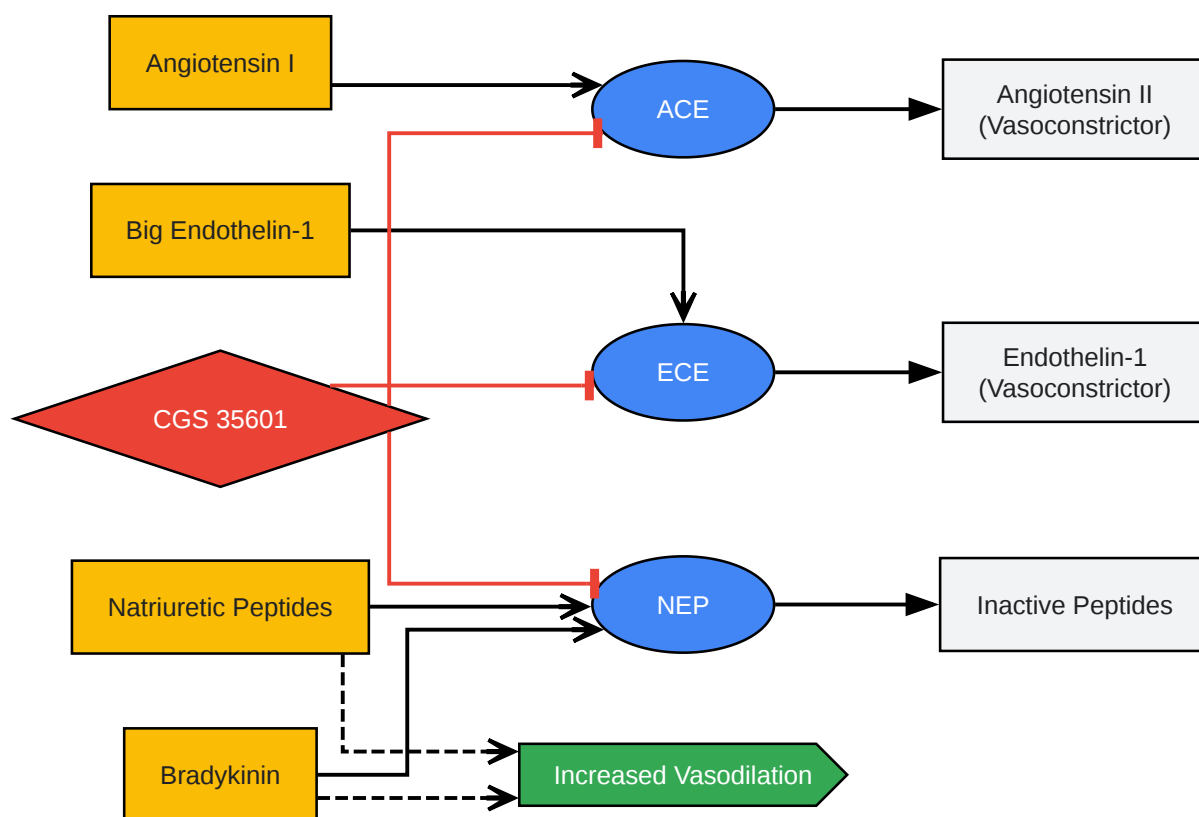 Angiotensin I
ACE
Angiotensin II
(Vasoconstrictor)
Big Endothelin-1
CGS 35601
ECE
Endothelin-1
(Vasoconstrictor)
Natriuretic Peptides
NEP
Inactive Peptides
Bradykinin
Increased Vasodilation